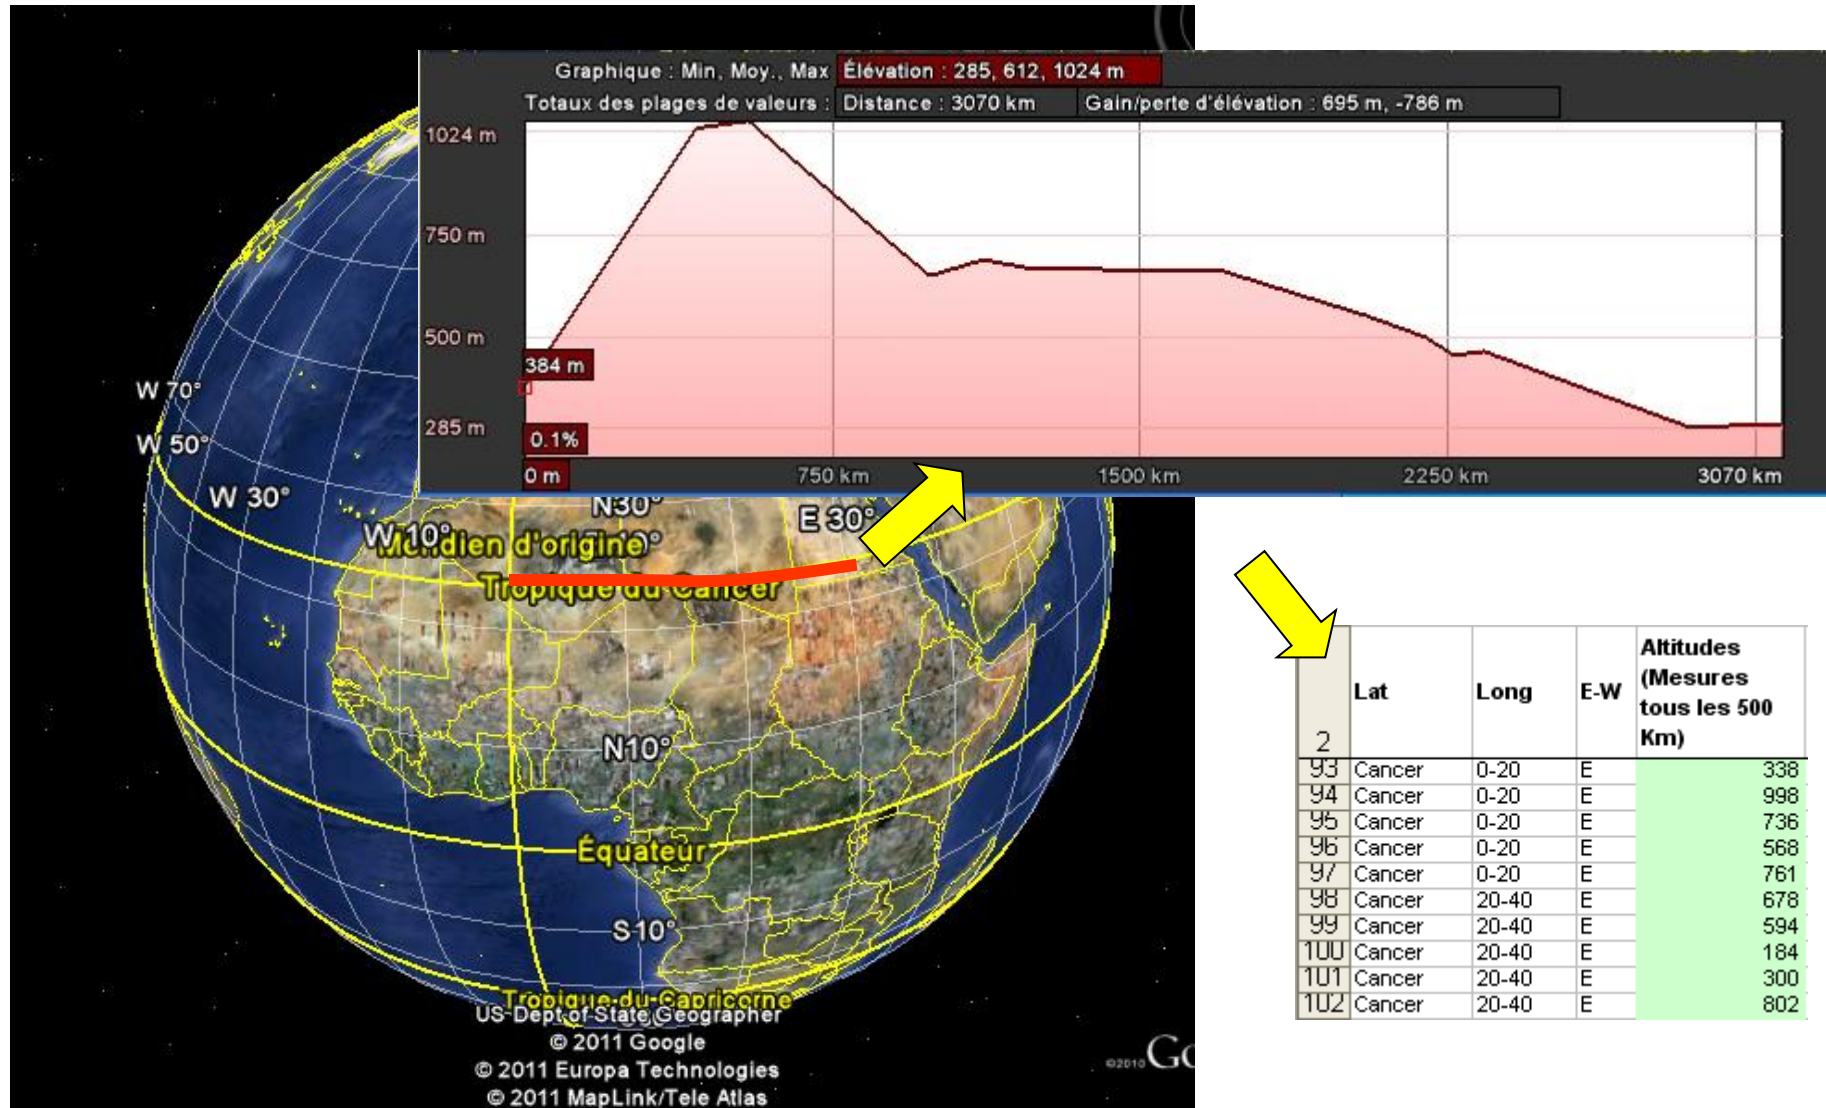 Graphique : Min, Moy., Max Élévation : 285, 612, 1024 m
Totaux des plages de valeurs : Distance : 3070 km Gain/perte d'élévation : 695 m, -786 m
1024 m
750 m
500 m
384 m
285 m
0.1%
0 m 750 km 1500 km 2250 km 3070 km
W 70°
W 50°
W 30°
W 10°
N30°
E 30°
Méridien d'origine
Tropique du Cancer
N10°
Équateur
S10°
Tropique du Capricorne
US Dept of State Geographer
© 2011 Google
© 2011 Europa Technologies
© 2011 MapLink/Tele Atlas
©2010 Go
2 Lat Long E-W Altitudes
(Mesures
tous les 500
Km)
93 Cancer 0-20 E 338
94 Cancer 0-20 E 998
95 Cancer 0-20 E 736
96 Cancer 0-20 E 568
97 Cancer 0-20 E 761
98 Cancer 20-40 E 678
99 Cancer 20-40 E 594
100 Cancer 20-40 E 184
101 Cancer 20-40 E 300
102 Cancer 20-40 E 802